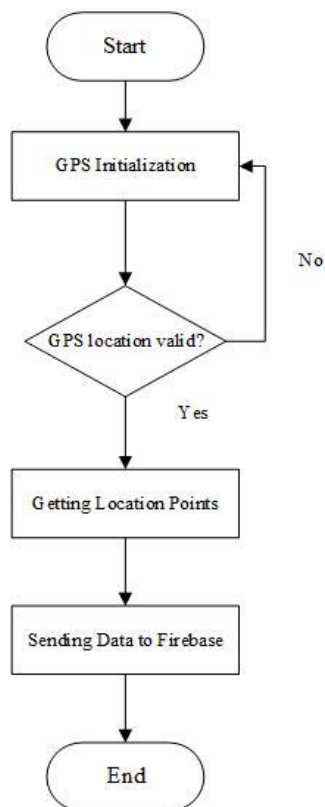 Start
GPS Initialization
No
GPS location valid?
Yes
Getting Location Points
Sending Data to Firebase
End